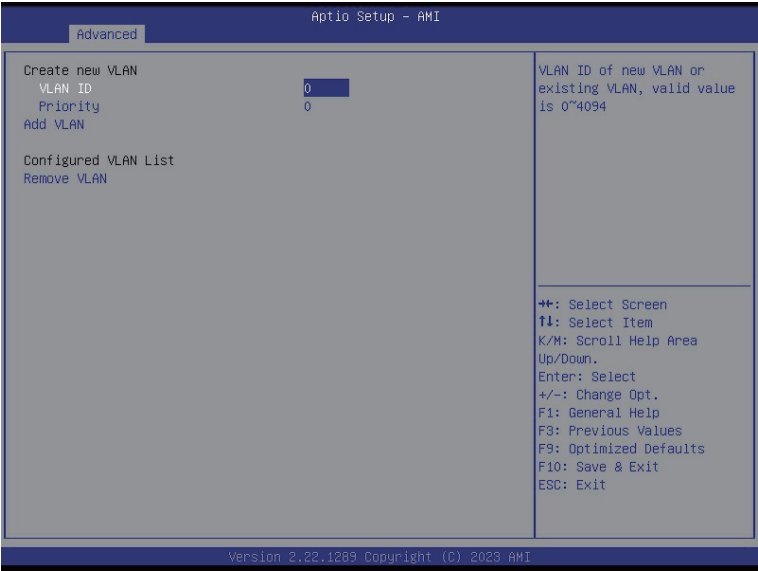 Aptio Setup – AMI
Advanced
Create new VLAN
VLAN ID 0
Priority 0
Add VLAN
Configured VLAN List
Remove VLAN
VLAN ID of new VLAN or
existing VLAN, valid value
is 0~4094
→←: Select Screen
↑↓: Select Item
K/M: Scroll Help Area
Up/Down.
Enter: Select
+/-: Change Opt.
F1: General Help
F3: Previous Values
F9: Optimized Defaults
F10: Save & Exit
ESC: Exit
Version 2.22.1289 Copyright (C) 2023 AMI